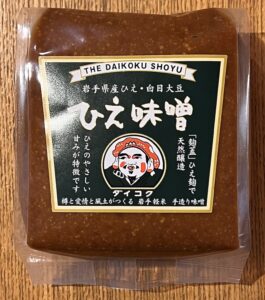 THE DAIKOKU SHOYU
岩手県産ひえ・白目大豆
ひえ味噌
「麹蓋」ひえ麹で
天然醸造
ひえのやさしい
甘みが特徴です
ダイコク
樽と愛情と風土がつくる 岩手軽米 手造り味噌